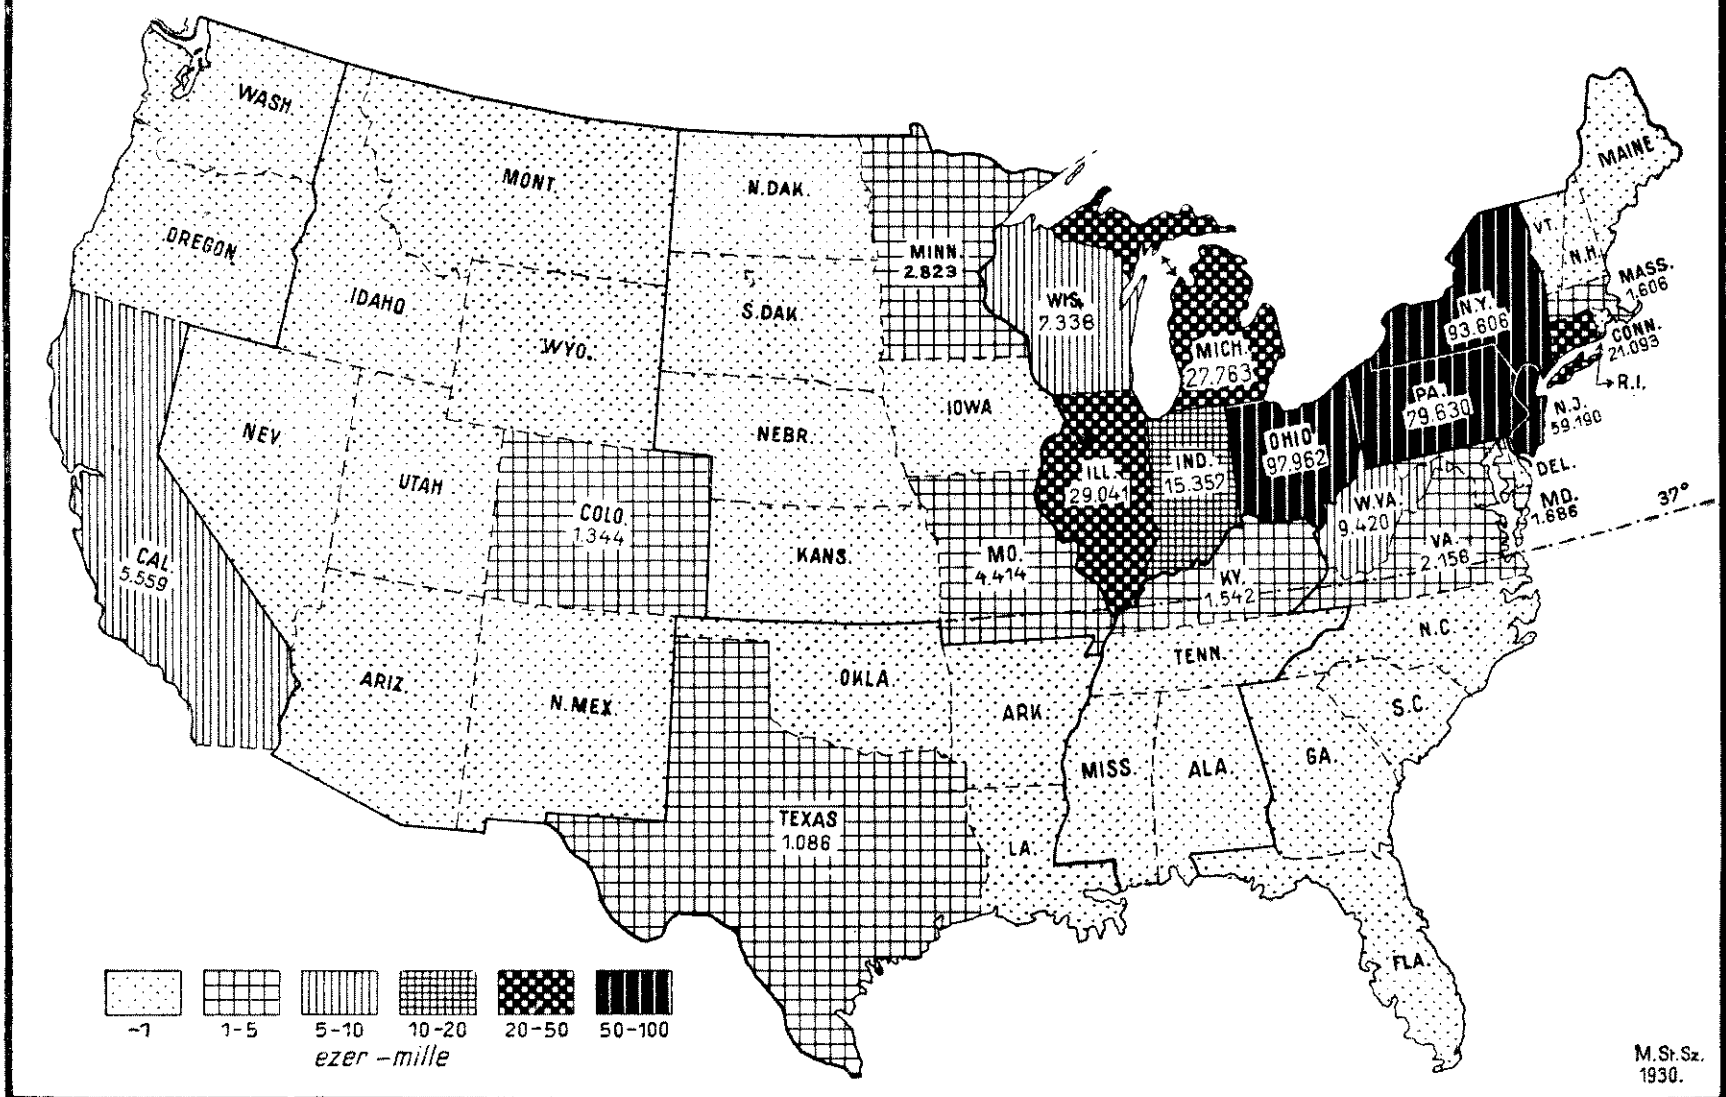 WASH.
OREGON
IDAHO
MONT.
N.DAK.
S.DAK.
WYO.
NEV.
UTAH
COLO.
1.344
NEBR.
KANS.
CAL.
5.559
ARIZ.
N.MEX.
OKLA.
TEXAS
1.086
MINN.
2.823
IOWA
MO.
4.414
ARK.
LA.
WIS.
7.338
MICH.
27.763
ILL.
29.041
IND.
15.357
OHIO
97.962
KY.
1.542
TENN.
MISS.
ALA.
GA.
FLA.
S.C.
N.C.
VA.
2.156
W.VA.
9.420
PA.
79.630
N.Y.
93.606
VT.
N.H.
MAINE
MASS.
1.606
CONN.
21.093
R.I.
N.J.
59.190
DEL.
MD.
1.686
37°
-1
1-5
5-10
10-20
20-50
50-100
ezer - mille
M.St.Sz.
1930.